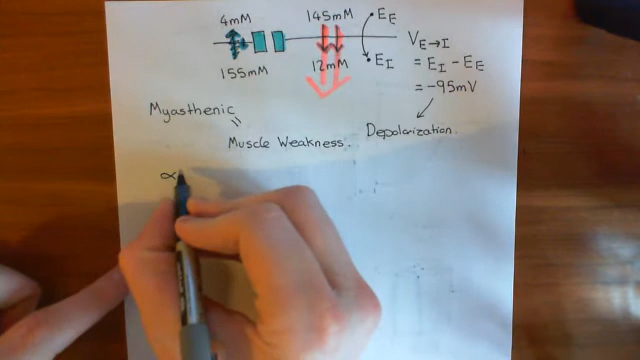 4mM 145mM E_E
155mM 12mM E_I
V_E→I
= E_I - E_E
= -95mV
Myasthenic
=
Muscle Weakness. Depolarization.
∝